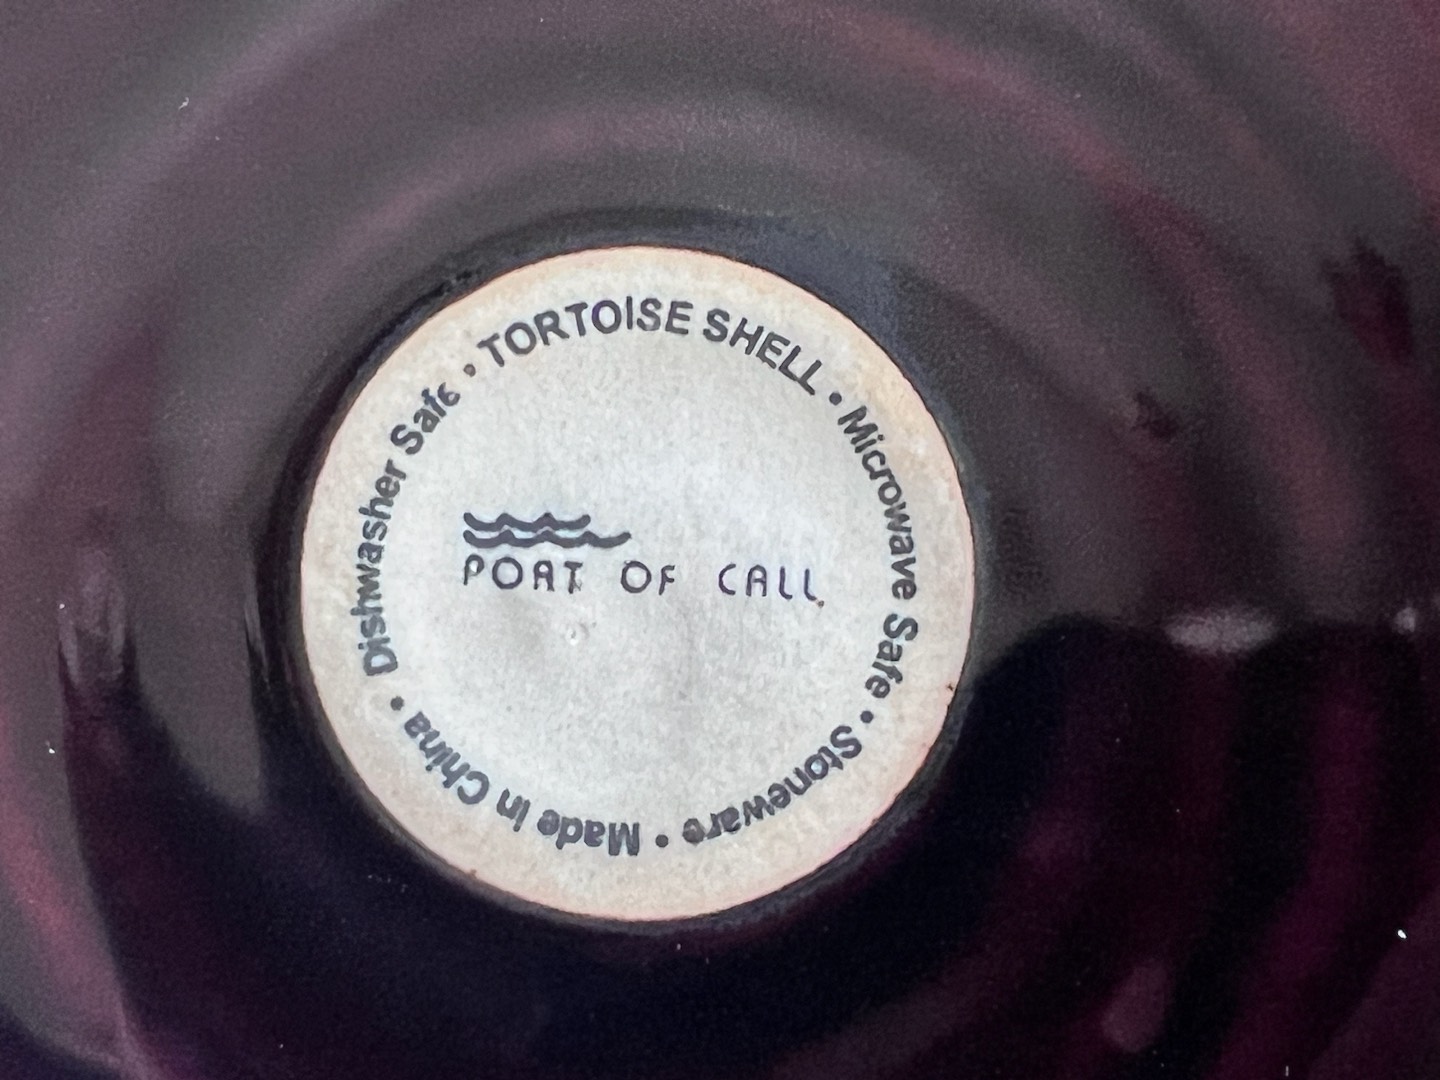 • TORTOISE SHELL • Microwave Safe • Stoneware • Made in China • Dishwasher Safe
PORT OF CALL